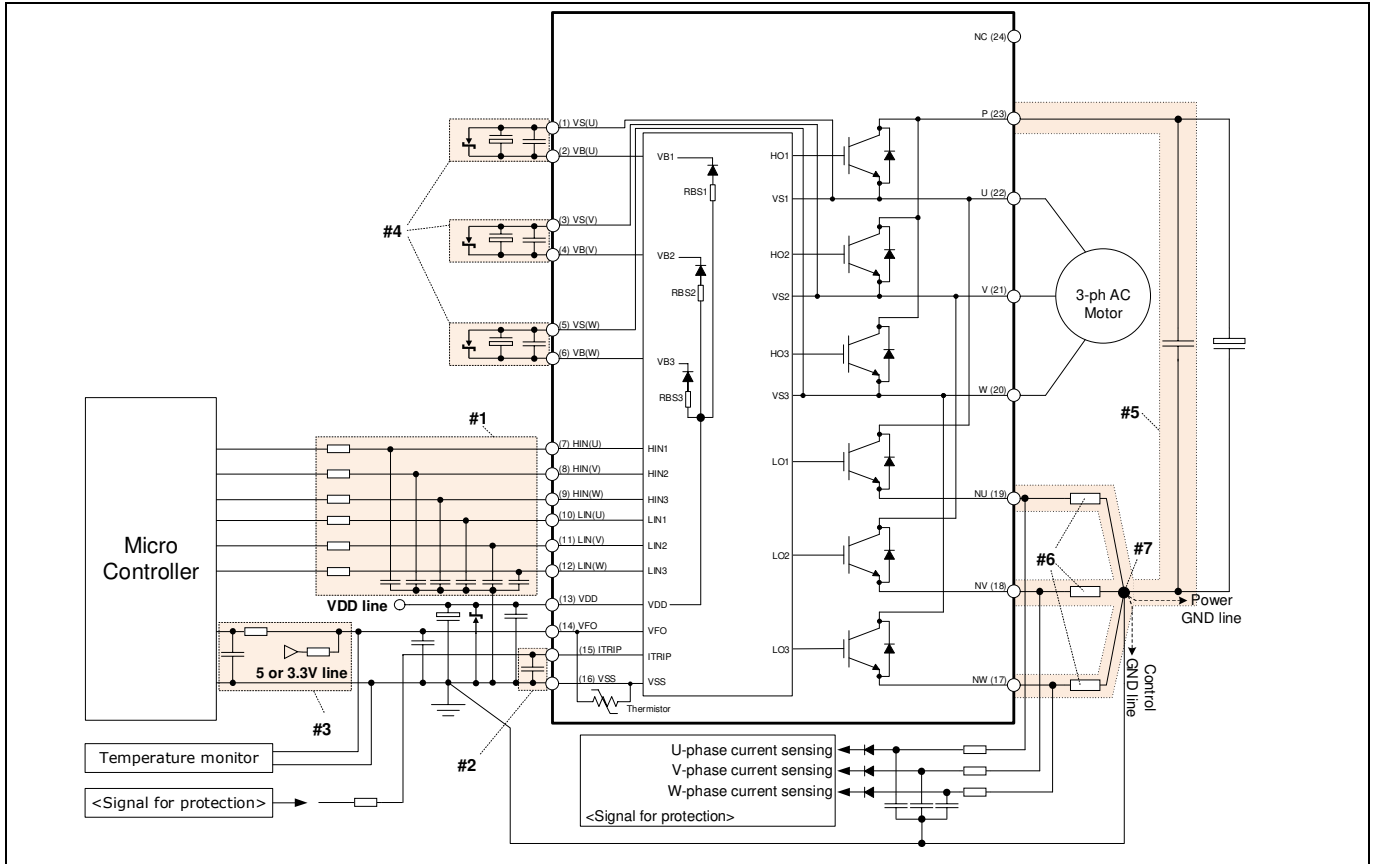 NC (24)
P (23)
(1) VS(U)
(2) VB(U)
VB1
HO1
RBS1
VS1
U (22)
#4
(3) VS(V)
(4) VB(V)
VB2
HO2
RBS2
VS2
V (21)
3-ph AC
Motor
(5) VS(W)
(6) VB(W)
VB3
HO3
RBS3
VS3
W (20)
#5
#1
(7) HIN(U)
HIN1
LO1
(8) HIN(V)
HIN2
(9) HIN(W)
HIN3
NU (19)
(10) LIN(U)
LIN1
Micro
Controller
(11) LIN(V)
LIN2
LO2
#6
#7
(12) LIN(W)
LIN3
NV (18)
VDD line
(13) VDD
VDD
Power
GND line
(14) VFO
VFO
5 or 3.3V line
(15) ITRIP
ITRIP
LO3
Control
GND line
(16) VSS
VSS
NW (17)
Thermistor
#3
#2
Temperature monitor
<Signal for protection>
U-phase current sensing
V-phase current sensing
W-phase current sensing
<Signal for protection>